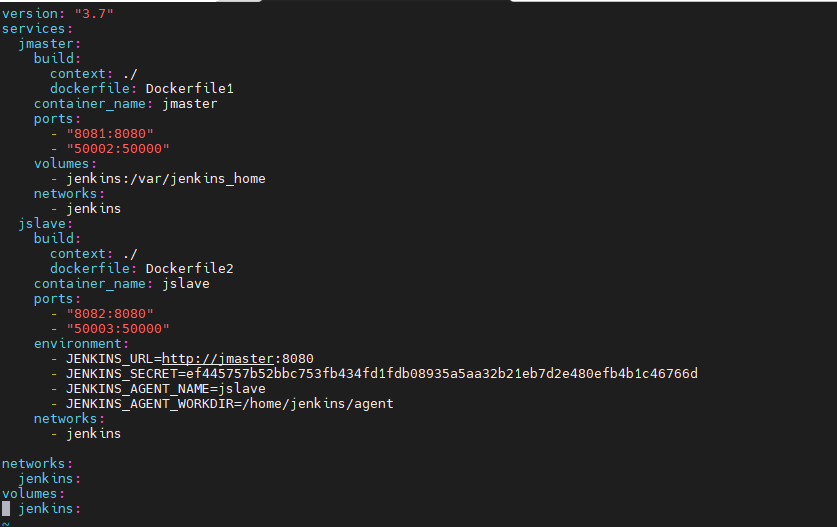 version: "3.7"
services:
  jmaster:
    build:
      context: ./
      dockerfile: Dockerfile1
    container_name: jmaster
    ports:
      - "8081:8080"
      - "50002:50000"
    volumes:
      - jenkins:/var/jenkins_home
    networks:
      - jenkins
  jslave:
    build:
      context: ./
      dockerfile: Dockerfile2
    container_name: jslave
    ports:
      - "8082:8080"
      - "50003:50000"
    environment:
      - JENKINS_URL=http://jmaster:8080
      - JENKINS_SECRET=ef445757b52bbc753fb434fd1fdb08935a5aa32b21eb7d2e480efb4b1c46766d
      - JENKINS_AGENT_NAME=jslave
      - JENKINS_AGENT_WORKDIR=/home/jenkins/agent
    networks:
      - jenkins

networks:
  jenkins:
volumes:
  jenkins:
~